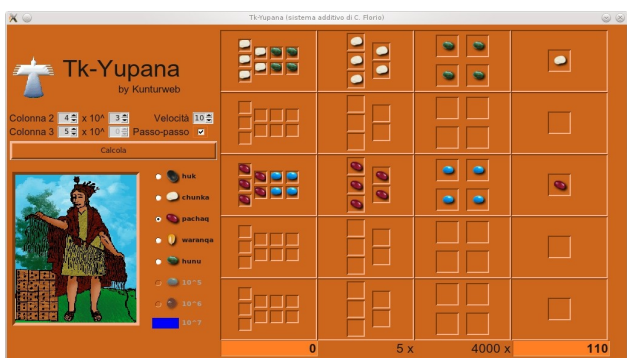 Tk-Yupana (sistema additivo di C. Florio)
Tk-Yupana
by Kunturweb
Colonna 2 4 x 10^ 3 Velocità 10
Colonna 3 5 x 10^ 0 Passo-passo
Calcola
huk
chunka
pachaq
waranqa
hunu
10^5
10^6
10^7
0 5 x 4000 x 110